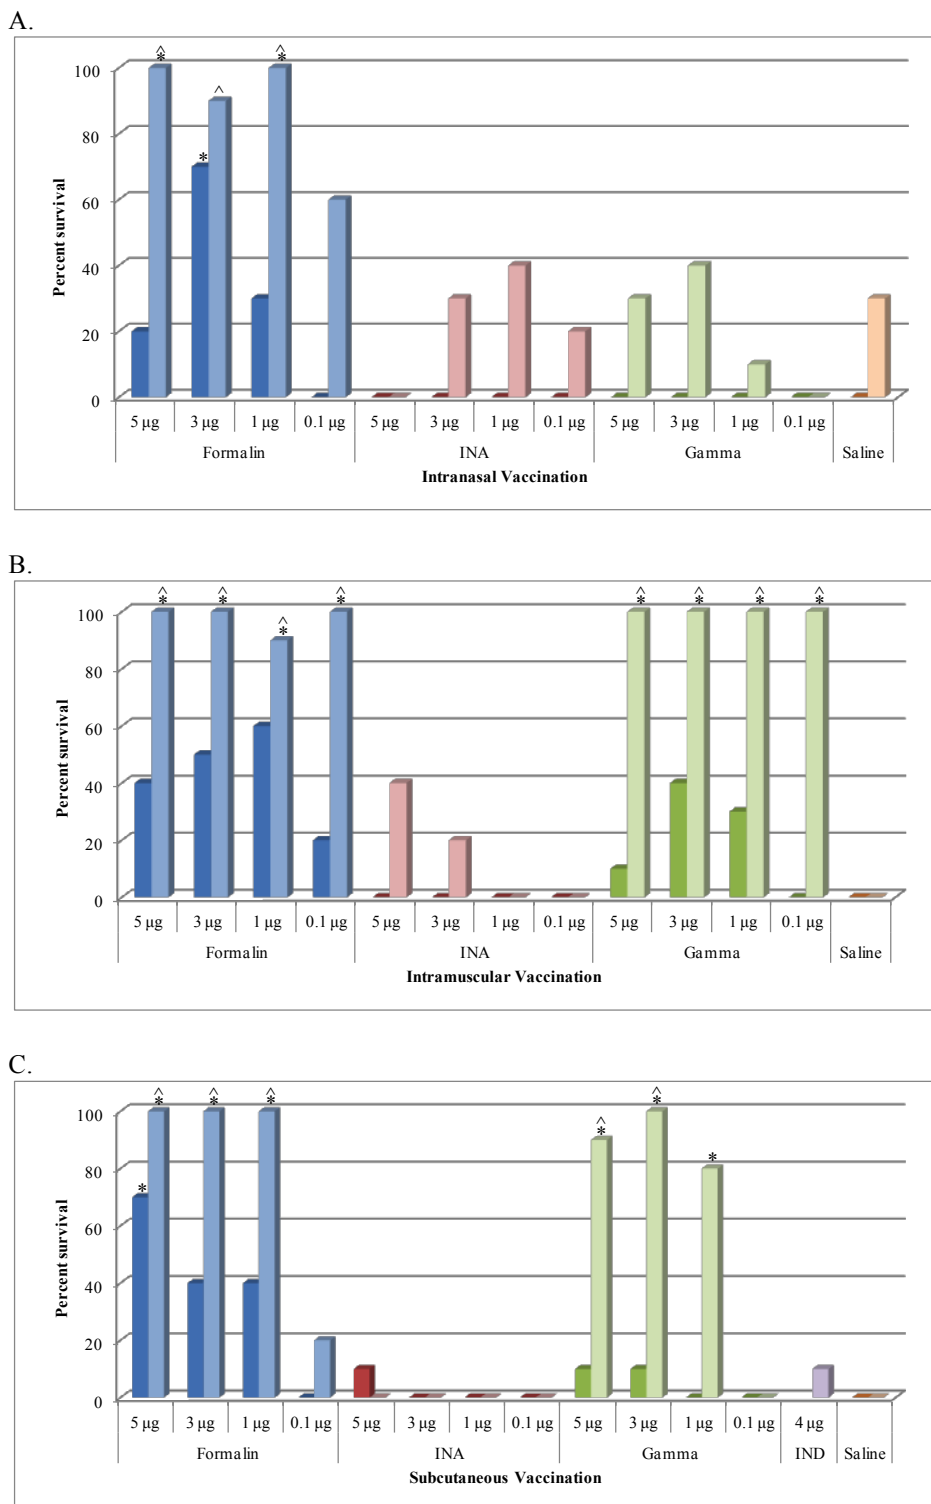 A.
^ ^
* ^ *
*
100
80
60
40
20
0
Percent survival
5 μg 3 μg 1 μg 0.1 μg 5 μg 3 μg 1 μg 0.1 μg 5 μg 3 μg 1 μg 0.1 μg
Formalin INA Gamma Saline
Intranasal Vaccination
B.
^ ^ ^ ^ ^ ^ ^
* * * * * * *
^
*
100
80
60
40
20
0
Percent survival
5 μg 3 μg 1 μg 0.1 μg 5 μg 3 μg 1 μg 0.1 μg 5 μg 3 μg 1 μg 0.1 μg
Formalin INA Gamma Saline
Intramuscular Vaccination
C.
^ ^ ^ ^
* * * *
^
*
*
*
100
80
60
40
20
0
Percent survival
5 μg 3 μg 1 μg 0.1 μg 5 μg 3 μg 1 μg 0.1 μg 5 μg 3 μg 1 μg 0.1 μg 4 μg
Formalin INA Gamma IND Saline
Subcutaneous Vaccination